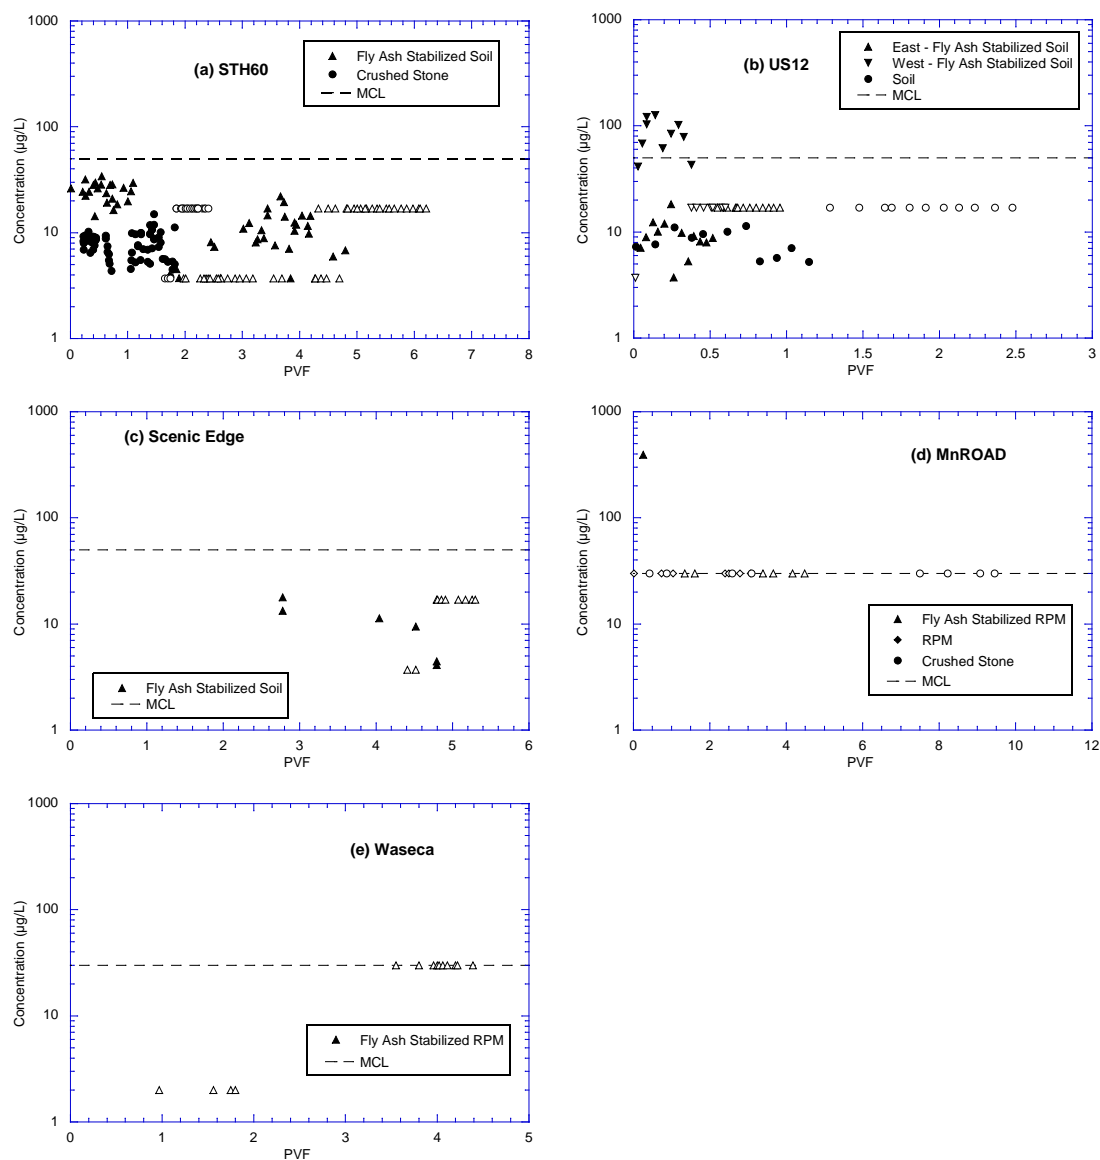 (a) STH60
Fly Ash Stabilized Soil
Crushed Stone
MCL
1000
100
10
1
Concentration (µg/L)
0 1 2 3 4 5 6 7 8
PVF
(b) US12
East - Fly Ash Stabilized Soil
West - Fly Ash Stabilized Soil
Soil
MCL
1000
100
10
1
Concentration (µg/L)
0 0.5 1 1.5 2 2.5 3
PVF
(c) Scenic Edge
Fly Ash Stabilized Soil
MCL
1000
100
10
1
Concentration (µg/L)
0 1 2 3 4 5 6
PVF
(d) MnROAD
Fly Ash Stabilized RPM
RPM
Crushed Stone
MCL
1000
100
10
1
Concentration (µg/L)
0 2 4 6 8 10 12
PVF
(e) Waseca
Fly Ash Stabilized RPM
MCL
1000
100
10
1
Concentration (µg/L)
0 1 2 3 4 5
PVF